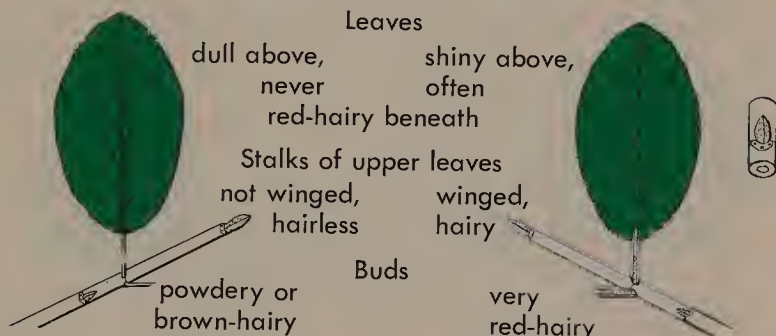 Leaves
dull above, shiny above,
never often
red-hairy beneath
Stalks of upper leaves
not winged, winged,
hairless hairy
Buds
powdery or very
brown-hairy red-hairy